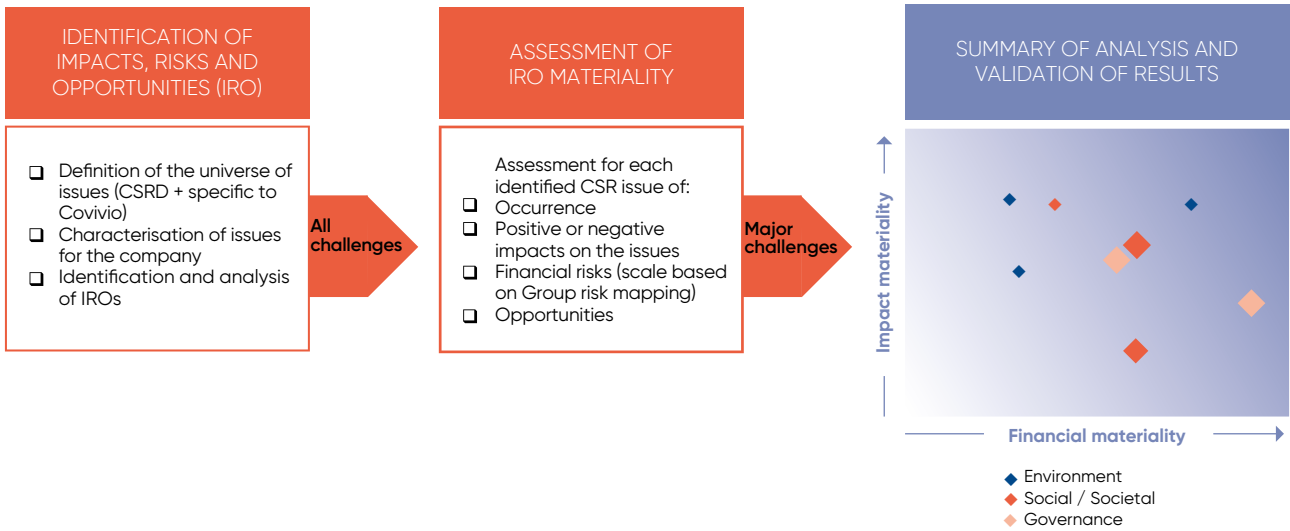 IDENTIFICATION OF
IMPACTS, RISKS AND
OPPORTUNITIES (IRO)
Definition of the universe of
issues (CSRD + specific to
Covivio)
Characterisation of issues
for the company
Identification and analysis
of IROs
All
challenges
ASSESSMENT OF
IRO MATERIALITY
Assessment for each
identified CSR issue of:
Occurrence
Positive or negative
impacts on the issues
Financial risks (scale based
on Group risk mapping)
Opportunities
Major
challenges
SUMMARY OF ANALYSIS AND
VALIDATION OF RESULTS
Impact materiality
Financial materiality
Environment
Social / Societal
Governance